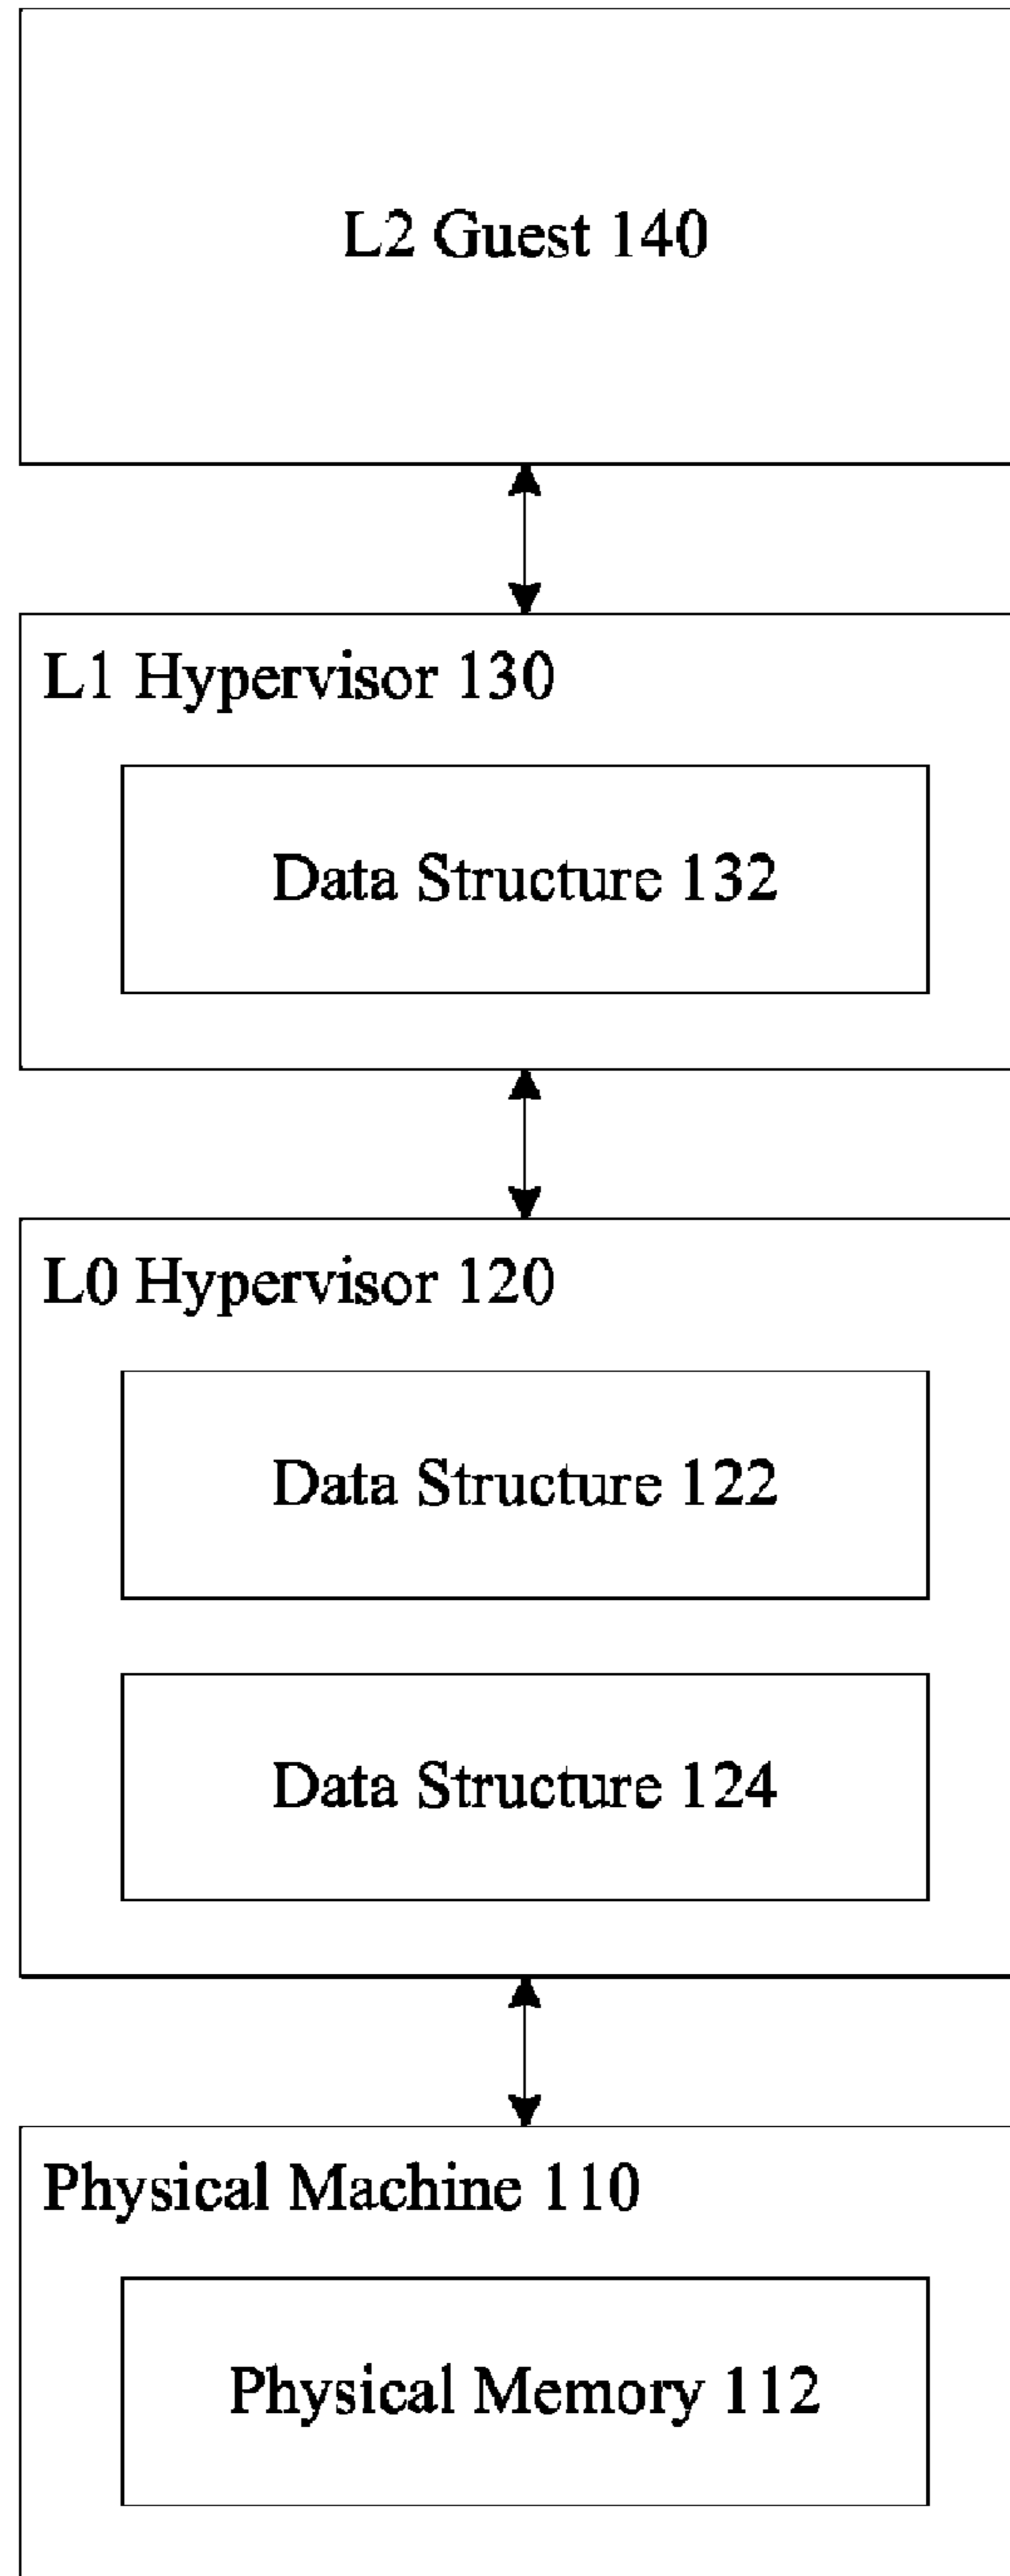 L2 Guest 140
L1 Hypervisor 130
Data Structure 132
L0 Hypervisor 120
Data Structure 122
Data Structure 124
Physical Machine 110
Physical Memory 112